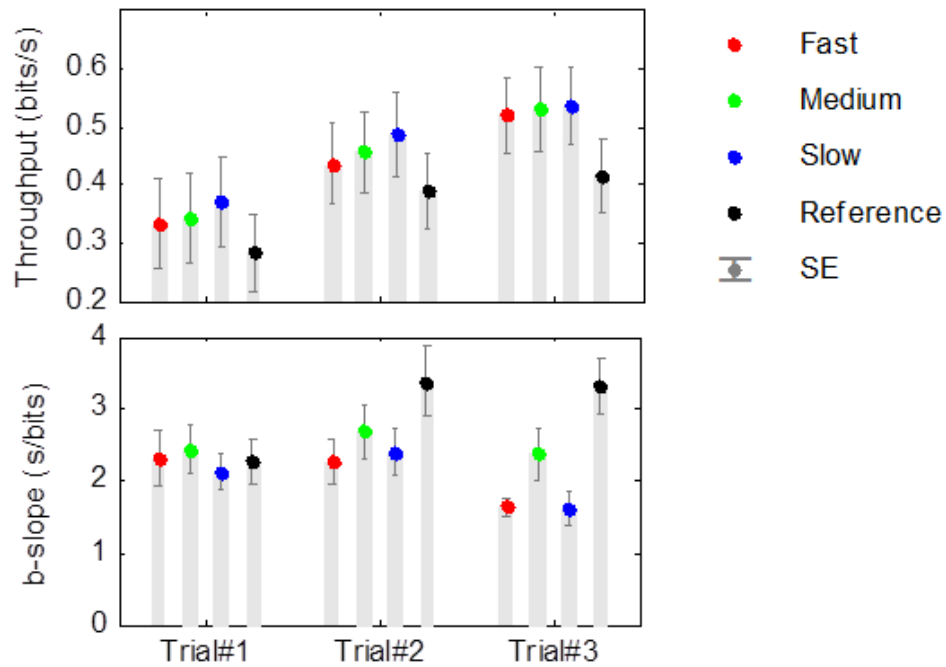 Throughput (bits/s)
0.6
0.5
0.4
0.3
0.2
b-slope (s/bits)
4
3
2
1
0
Trial#1
Trial#2
Trial#3
Fast
Medium
Slow
Reference
SE